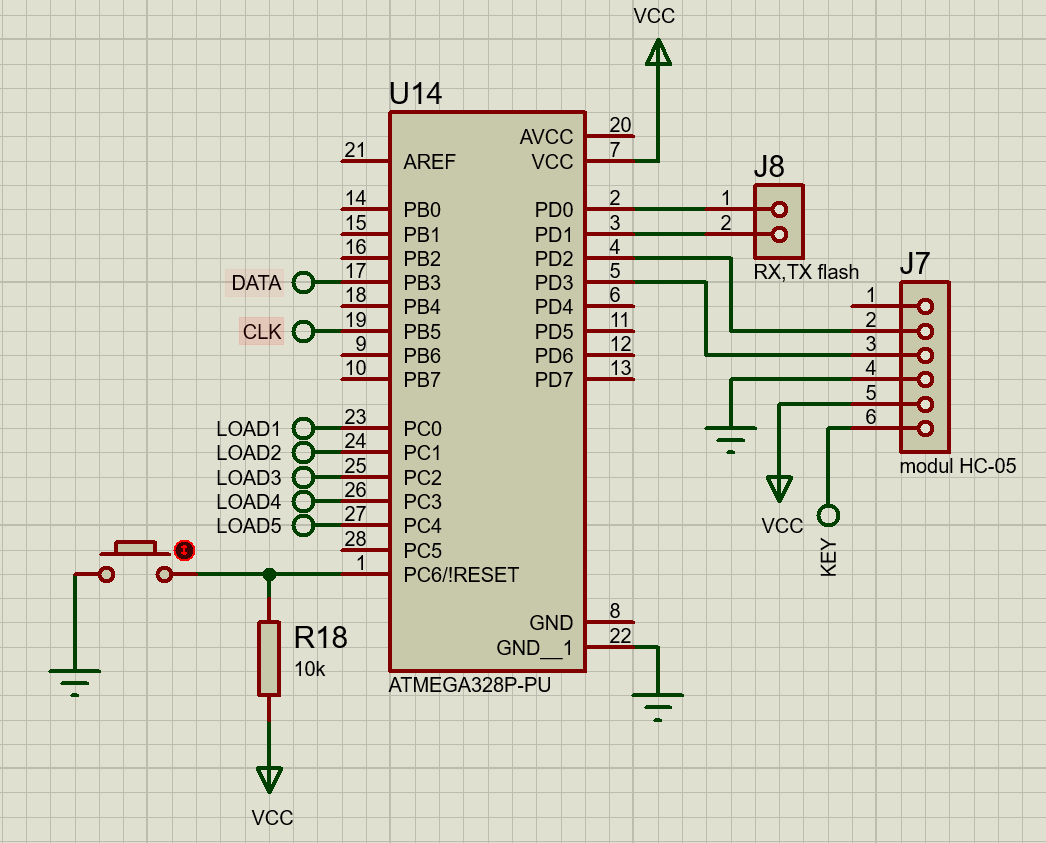 VCC
U14
20
AVCC
21
7
AREF
VCC
J8
14
PB0
PD0
2
1
15
PB1
PD1
3
2
16
PB2
PD2
4
RX,TX flash
J7
DATA
17
PB3
PD3
5
18
PB4
PD4
6
1
CLK
19
PB5
PD5
11
2
9
PB6
PD6
12
3
10
PB7
PD7
13
4
5
LOAD1
23
PC0
6
LOAD2
24
PC1
LOAD3
25
PC2
modul HC-05
LOAD4
26
PC3
LOAD5
27
PC4
VCC
28
PC5
KEY
1
PC6/!RESET
GND
8
R18
GND__1
22
10k
ATMEGA328P-PU
VCC